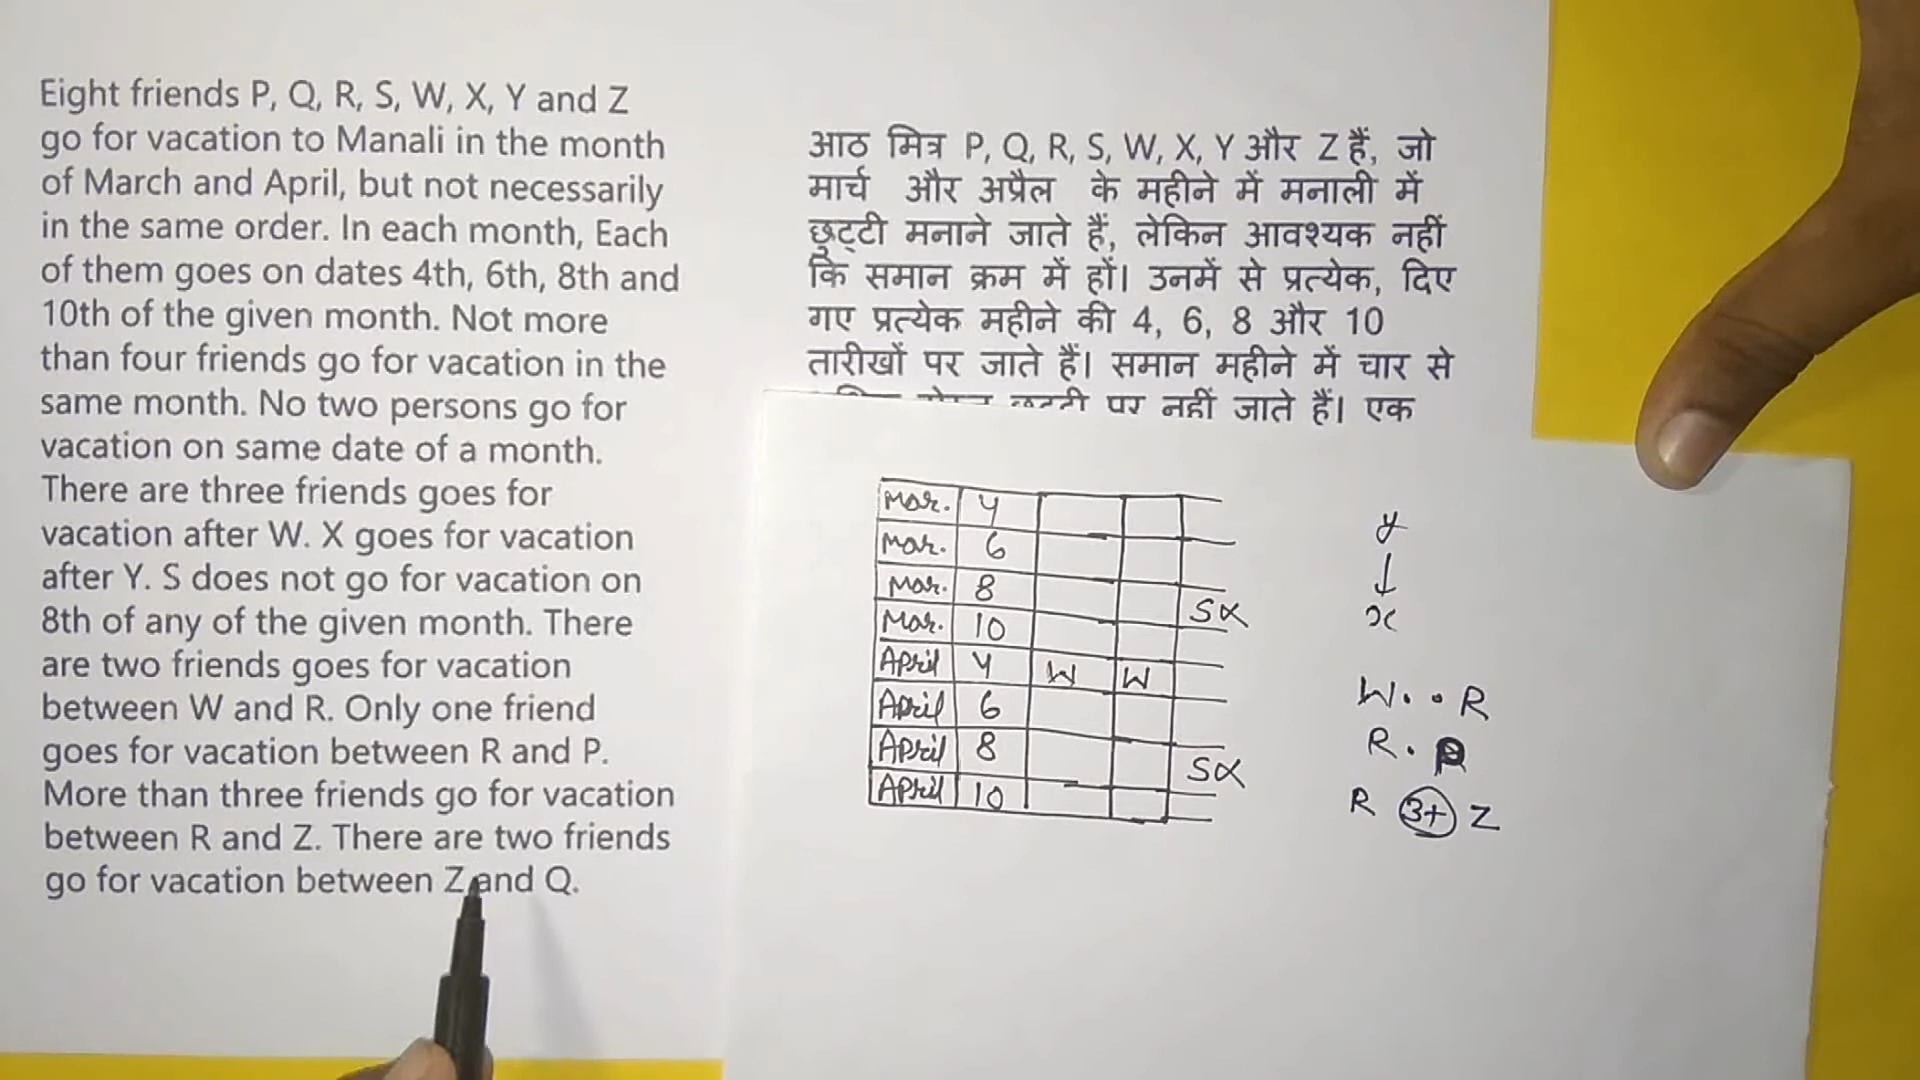 Eight friends P, Q, R, S, W, X, Y and Z
go for vacation to Manali in the month
of March and April, but not necessarily
in the same order. In each month, Each
of them goes on dates 4th, 6th, 8th and
10th of the given month. Not more
than four friends go for vacation in the
same month. No two persons go for
vacation on same date of a month.
There are three friends goes for
vacation after W. X goes for vacation
after Y. S does not go for vacation on
8th of any of the given month. There
are two friends goes for vacation
between W and R. Only one friend
goes for vacation between R and P.
More than three friends go for vacation
between R and Z. There are two friends
go for vacation between Z and Q.
आठ मित्र P, Q, R, S, W, X, Y और Z हैं, जो
मार्च और अप्रैल के महीने में मनाली में
छुट्टी मनाने जाते हैं, लेकिन आवश्यक नहीं
कि समान क्रम में हों। उनमें से प्रत्येक, दिए
गए प्रत्येक महीने की 4, 6, 8 और 10
तारीखों पर जाते हैं। समान महीने में चार से
पर नहीं जाते हैं। एक
Mar. 4
Mar. 6
Mar. 8
Mar. 10
April 4 W W
April 6
April 8
April 10
S
S
y
↓
x
W . . R
R . P
R 3+ Z